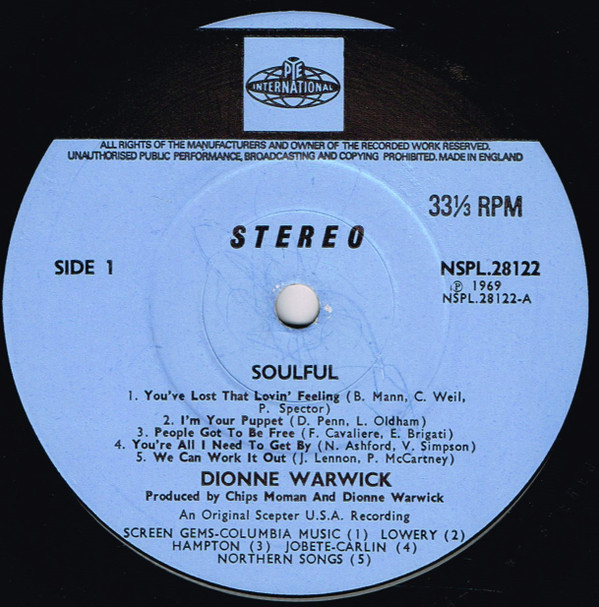 PYE
INTERNATIONAL
ALL RIGHTS OF THE MANUFACTURERS AND OWNER OF THE RECORDED WORK RESERVED.
UNAUTHORISED PUBLIC PERFORMANCE, BROADCASTING AND COPYING PROHIBITED. MADE IN ENGLAND
33⅓ RPM
STEREO
SIDE 1
NSPL.28122
℗ 1969
NSPL.28122-A
SOULFUL
1. You've Lost That Lovin' Feeling (B. Mann, C. Weil,
P. Spector)
2. I'm Your Puppet (D. Penn, L. Oldham)
3. People Got To Be Free (F. Cavaliere, E. Brigati)
4. You're All I Need To Get By (N. Ashford, V. Simpson)
5. We Can Work It Out (J. Lennon, P. McCartney)
DIONNE WARWICK
Produced by Chips Moman And Dionne Warwick
An Original Scepter U.S.A. Recording
SCREEN GEMS-COLUMBIA MUSIC (1) LOWERY (2)
HAMPTON (3) JOBETE-CARLIN (4)
NORTHERN SONGS (5)